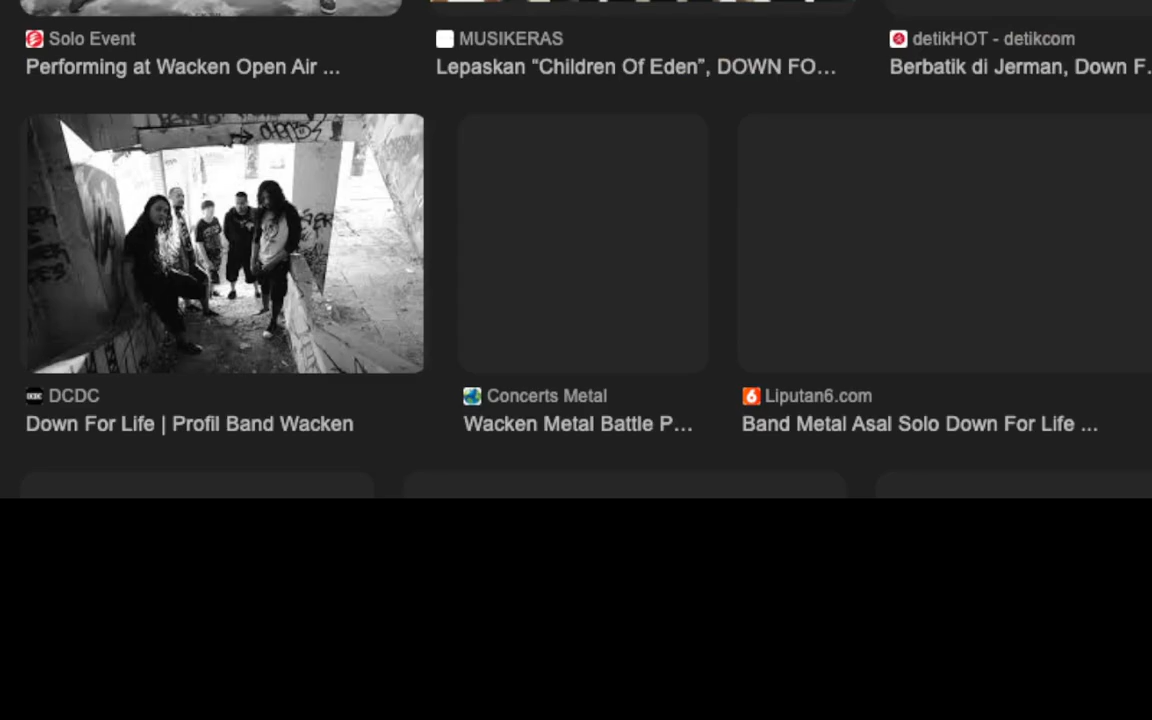 Solo Event
Performing at Wacken Open Air ...
MUSIKERAS
Lepaskan “Children Of Eden”, DOWN FO...
detikHOT - detikcom
Berbatik di Jerman, Down F.
DCDC
Down For Life | Profil Band Wacken
Concerts Metal
Wacken Metal Battle P...
Liputan6.com
Band Metal Asal Solo Down For Life ...